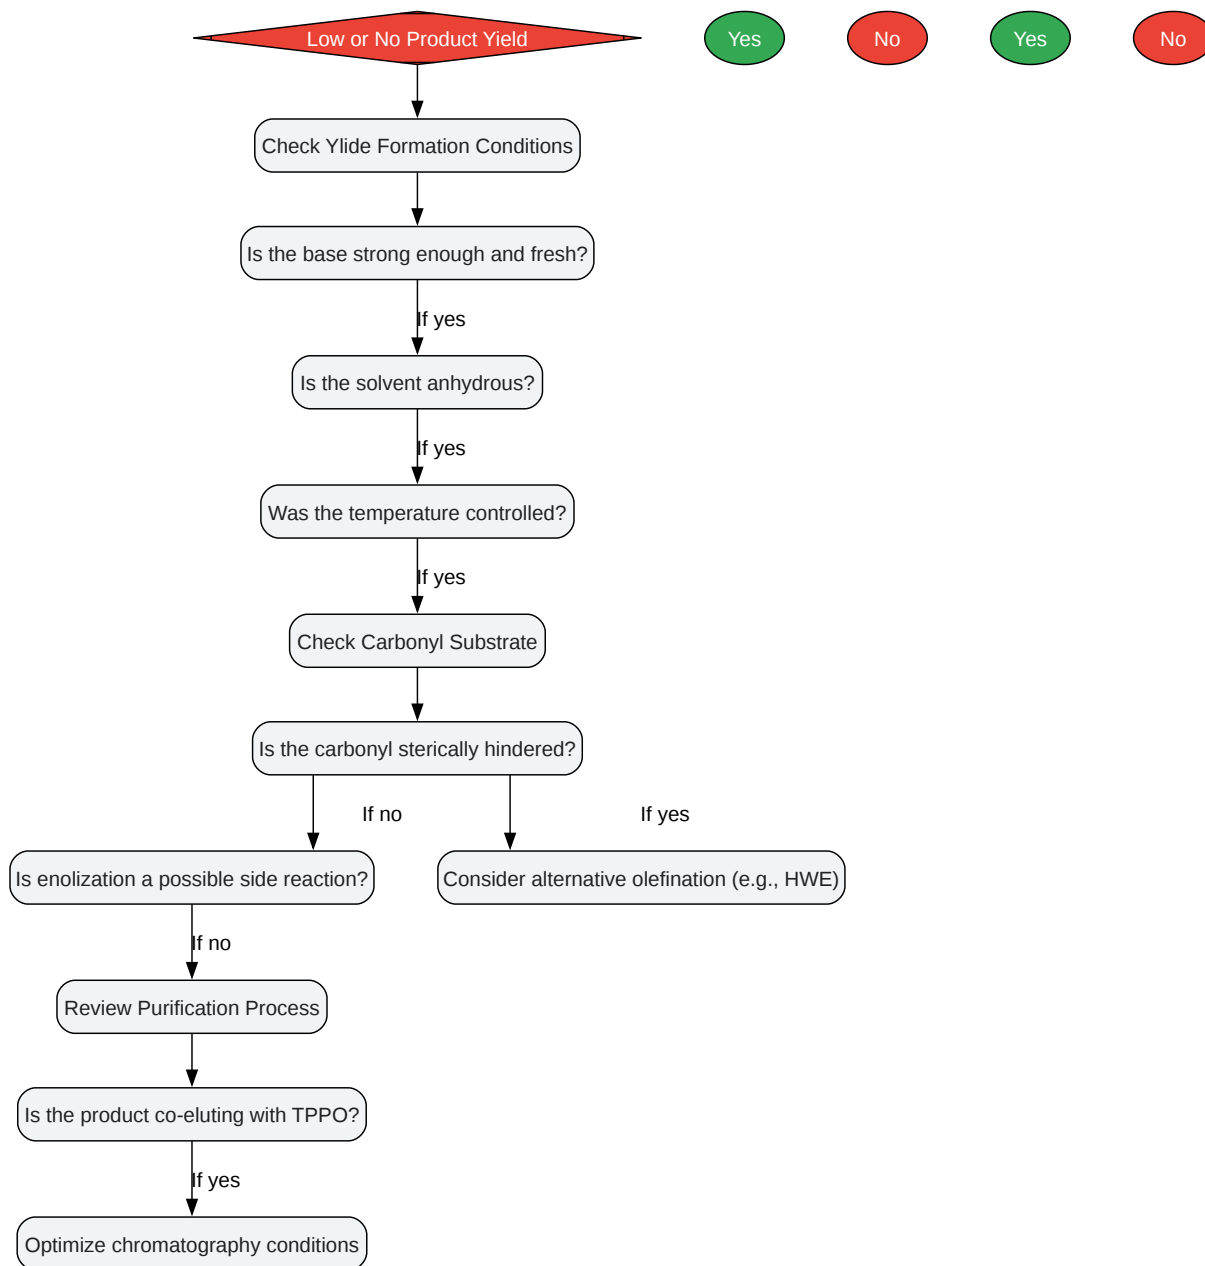 Low or No Product Yield
Yes
No
Yes
No
Check Ylide Formation Conditions
Is the base strong enough and fresh?
If yes
Is the solvent anhydrous?
If yes
Was the temperature controlled?
If yes
Check Carbonyl Substrate
Is the carbonyl sterically hindered?
If no
If yes
Is enolization a possible side reaction?
Consider alternative olefination (e.g., HWE)
If no
Review Purification Process
Is the product co-eluting with TPPO?
If yes
Optimize chromatography conditions